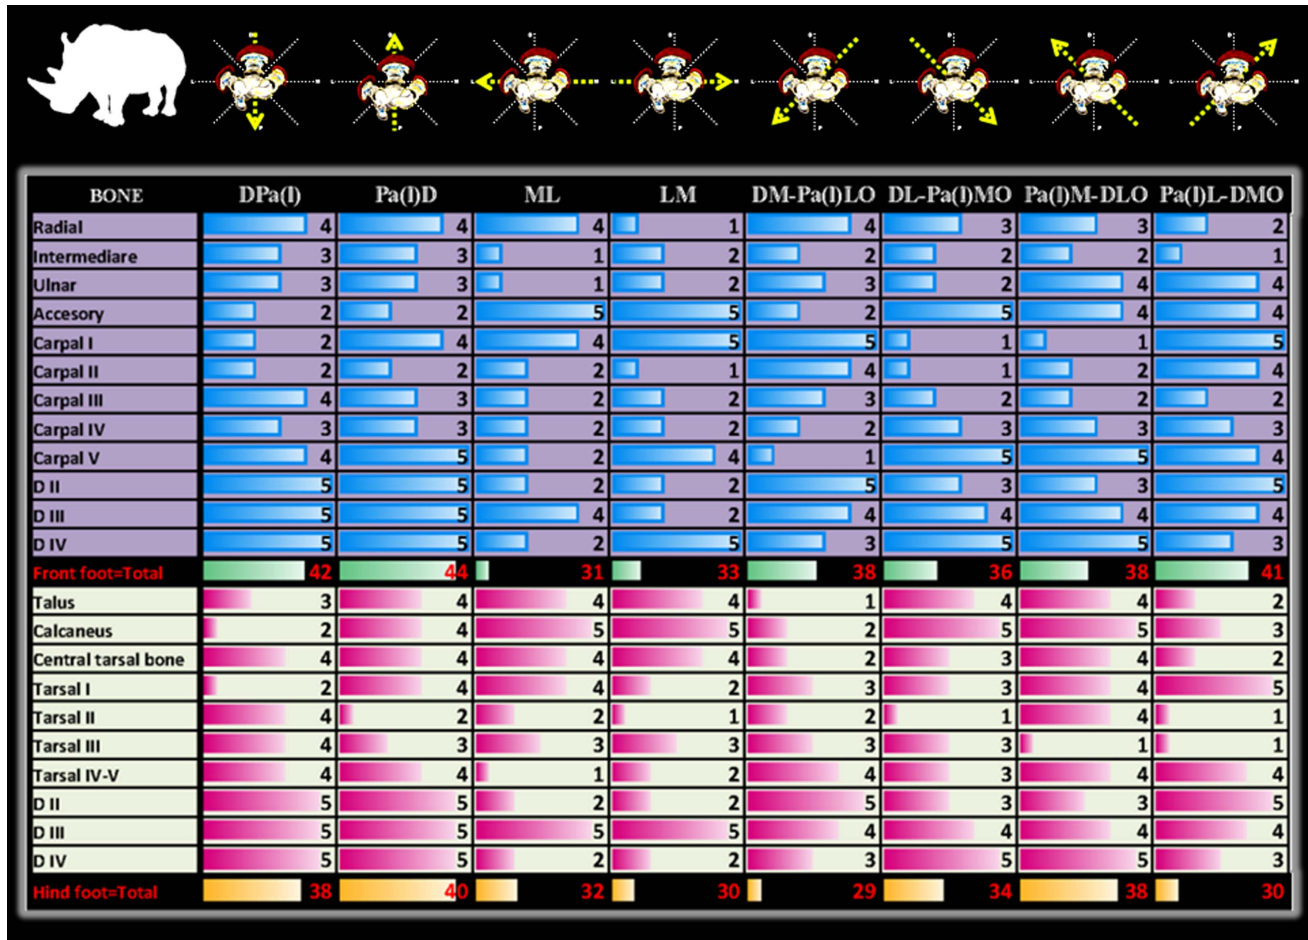 BONE DPa(l) Pa(l)D ML LM DM-Pa(l)LO DL-Pa(l)MO Pa(l)M-DLO Pa(l)L-DMO
Radial 4 4 4 1 4 3 3 2
Intermediare 3 3 1 2 2 2 2 1
Ulnar 3 3 1 2 3 2 4 4
Accesory 2 2 5 5 2 5 4 4
Carpal I 2 4 4 5 5 1 1 5
Carpal II 2 2 2 1 4 1 2 4
Carpal III 4 3 2 2 3 2 2 2
Carpal IV 3 3 2 2 2 3 3 3
Carpal V 4 5 2 4 1 5 5 4
D II 5 5 2 2 5 3 3 5
D III 5 5 4 2 4 4 4 4
D IV 5 5 2 5 3 5 5 3
Front foot=Total 42 44 31 33 38 36 38 41
Talus 3 4 4 4 1 4 4 2
Calcaneus 2 4 5 5 2 5 5 3
Central tarsal bone 4 4 4 4 2 3 4 2
Tarsal I 2 4 4 2 3 3 4 5
Tarsal II 4 2 2 1 2 1 4 1
Tarsal III 4 3 3 3 3 3 1 1
Tarsal IV-V 4 4 1 2 4 3 4 4
D II 5 5 2 2 5 3 3 5
D III 5 5 5 5 4 4 4 4
D IV 5 5 2 2 3 5 5 3
Hind foot=Total 38 40 32 30 29 34 38 30